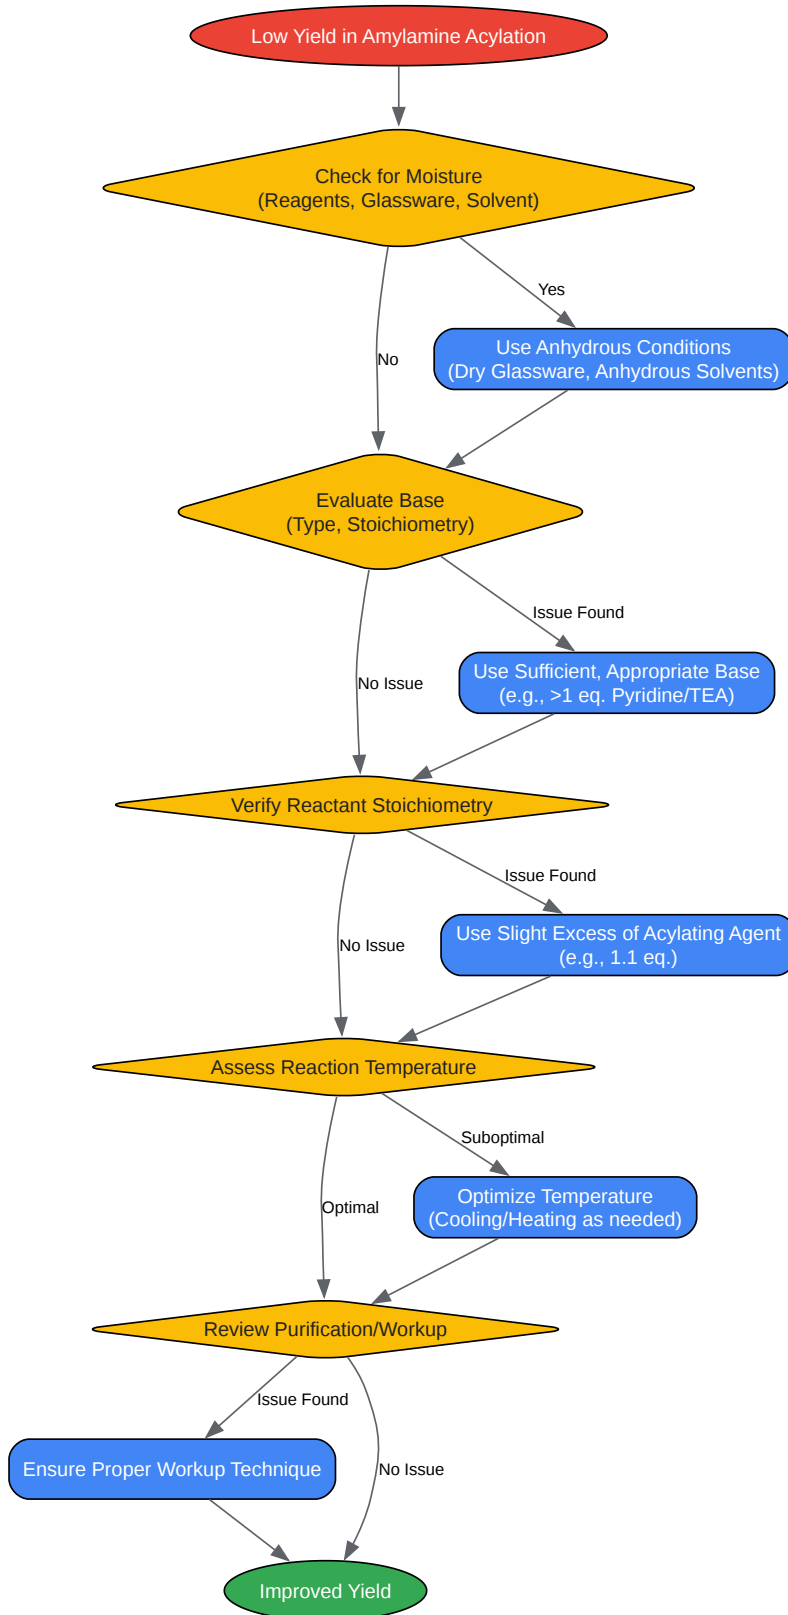 Low Yield in Amylamine Acylation
Check for Moisture
(Reagents, Glassware, Solvent)
Yes
Use Anhydrous Conditions
(Dry Glassware, Anhydrous Solvents)
No
Evaluate Base
(Type, Stoichiometry)
Issue Found
Use Sufficient, Appropriate Base
(e.g., >1 eq. Pyridine/TEA)
No Issue
Verify Reactant Stoichiometry
Issue Found
Use Slight Excess of Acylating Agent
(e.g., 1.1 eq.)
No Issue
Assess Reaction Temperature
Suboptimal
Optimize Temperature
(Cooling/Heating as needed)
Optimal
Review Purification/Workup
Issue Found
Ensure Proper Workup Technique
No Issue
Improved Yield